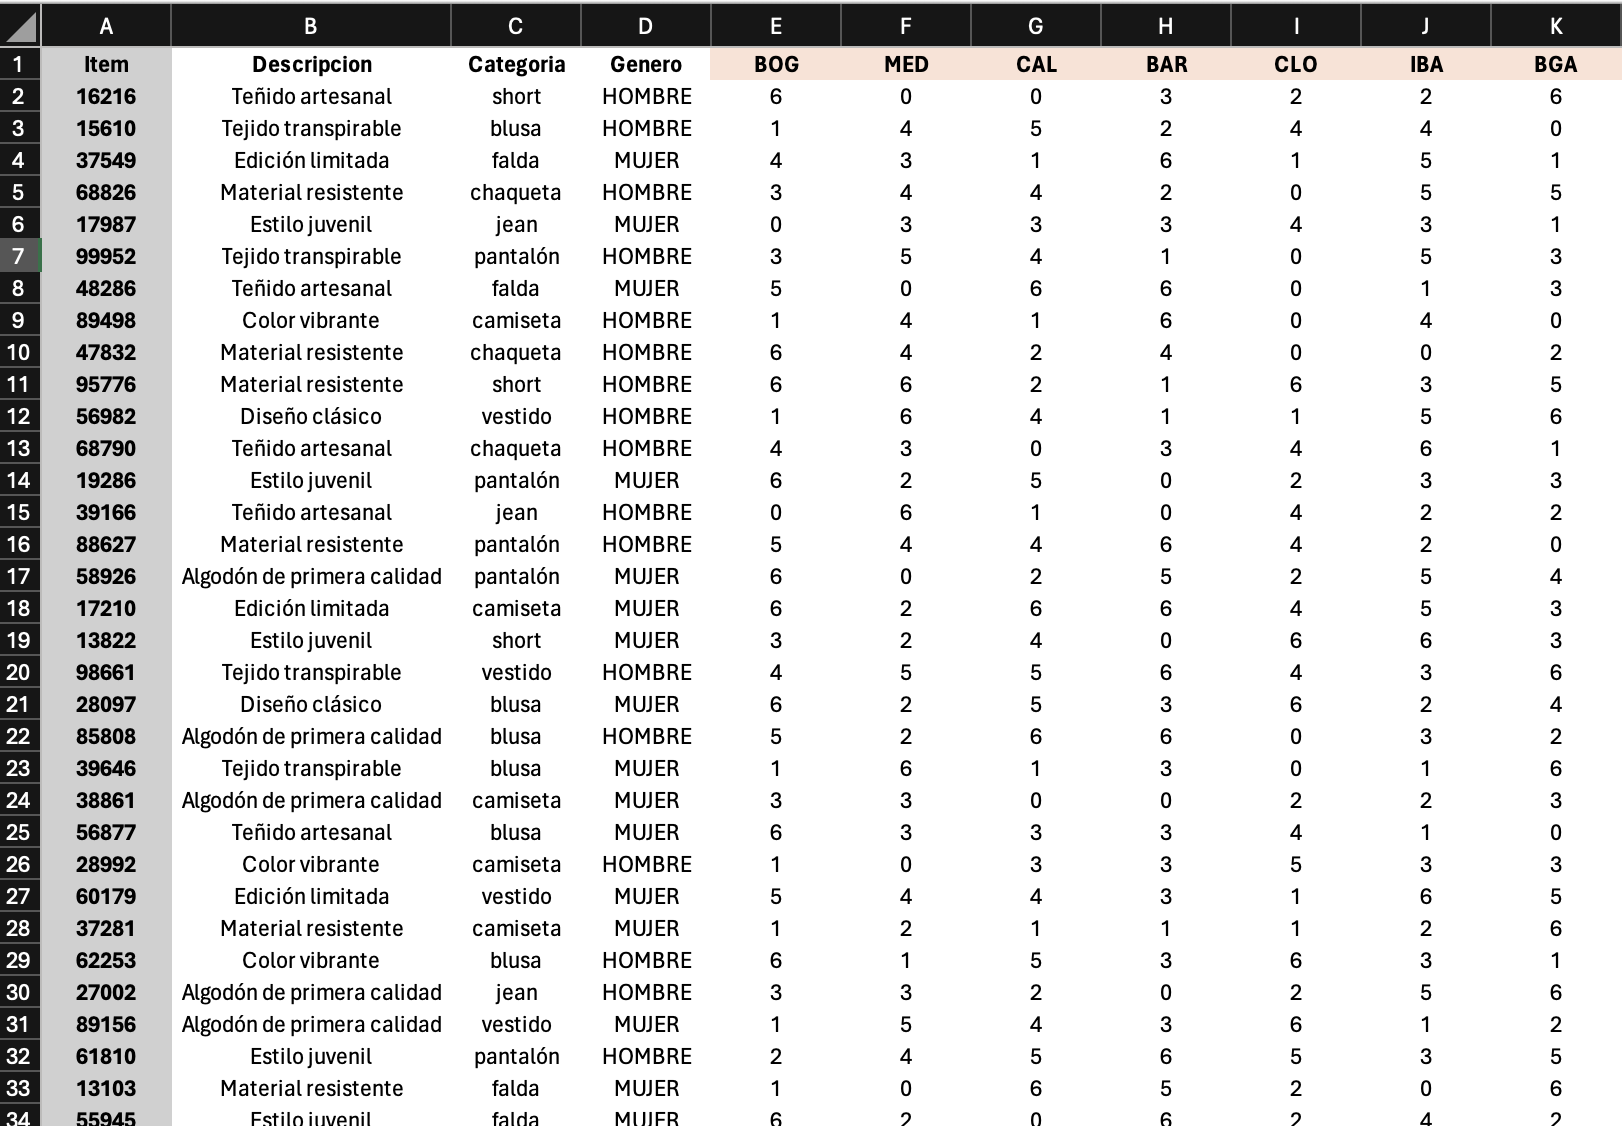 A B C D E F G H I J K
1 Item Descripcion Categoria Genero BOG MED CAL BAR CLO IBA BGA
2 16216 Teñido artesanal short HOMBRE 6 0 0 3 2 2 6
3 15610 Tejido transpirable blusa HOMBRE 1 4 5 2 4 4 0
4 37549 Edición limitada falda MUJER 4 3 1 6 1 5 1
5 68826 Material resistente chaqueta HOMBRE 3 4 4 2 0 5 5
6 17987 Estilo juvenil jean MUJER 0 3 3 3 4 3 1
7 99952 Tejido transpirable pantalón HOMBRE 3 5 4 1 0 5 3
8 48286 Teñido artesanal falda MUJER 5 0 6 6 0 1 3
9 89498 Color vibrante camiseta HOMBRE 1 4 1 6 0 4 0
10 47832 Material resistente chaqueta HOMBRE 6 4 2 4 0 0 2
11 95776 Material resistente short HOMBRE 6 6 2 1 6 3 5
12 56982 Diseño clásico vestido HOMBRE 1 6 4 1 1 5 6
13 68790 Teñido artesanal chaqueta HOMBRE 4 3 0 3 4 6 1
14 19286 Estilo juvenil pantalón MUJER 6 2 5 0 2 3 3
15 39166 Teñido artesanal jean HOMBRE 0 6 1 0 4 2 2
16 88627 Material resistente pantalón HOMBRE 5 4 4 6 4 2 0
17 58926 Algodón de primera calidad pantalón MUJER 6 0 2 5 2 5 4
18 17210 Edición limitada camiseta MUJER 6 2 6 6 4 5 3
19 13822 Estilo juvenil short MUJER 3 2 4 0 6 6 3
20 98661 Tejido transpirable vestido HOMBRE 4 5 5 6 4 3 6
21 28097 Diseño clásico blusa MUJER 6 2 5 3 6 2 4
22 85808 Algodón de primera calidad blusa HOMBRE 5 2 6 6 0 3 2
23 39646 Tejido transpirable blusa MUJER 1 6 1 3 0 1 6
24 38861 Algodón de primera calidad camiseta MUJER 3 3 0 0 2 2 3
25 56877 Teñido artesanal blusa MUJER 6 3 3 3 4 1 0
26 28992 Color vibrante camiseta HOMBRE 1 0 3 3 5 3 3
27 60179 Edición limitada vestido MUJER 5 4 4 3 1 6 5
28 37281 Material resistente camiseta MUJER 1 2 1 1 1 2 6
29 62253 Color vibrante blusa HOMBRE 6 1 5 3 6 3 1
30 27002 Algodón de primera calidad jean HOMBRE 3 3 2 0 2 5 6
31 89156 Algodón de primera calidad vestido MUJER 1 5 4 3 6 1 2
32 61810 Estilo juvenil pantalón HOMBRE 2 4 5 6 5 3 5
33 13103 Material resistente falda MUJER 1 0 6 5 2 0 6
34 55945 Estilo juvenil falda MUJER 6 2 0 6 2 4 2